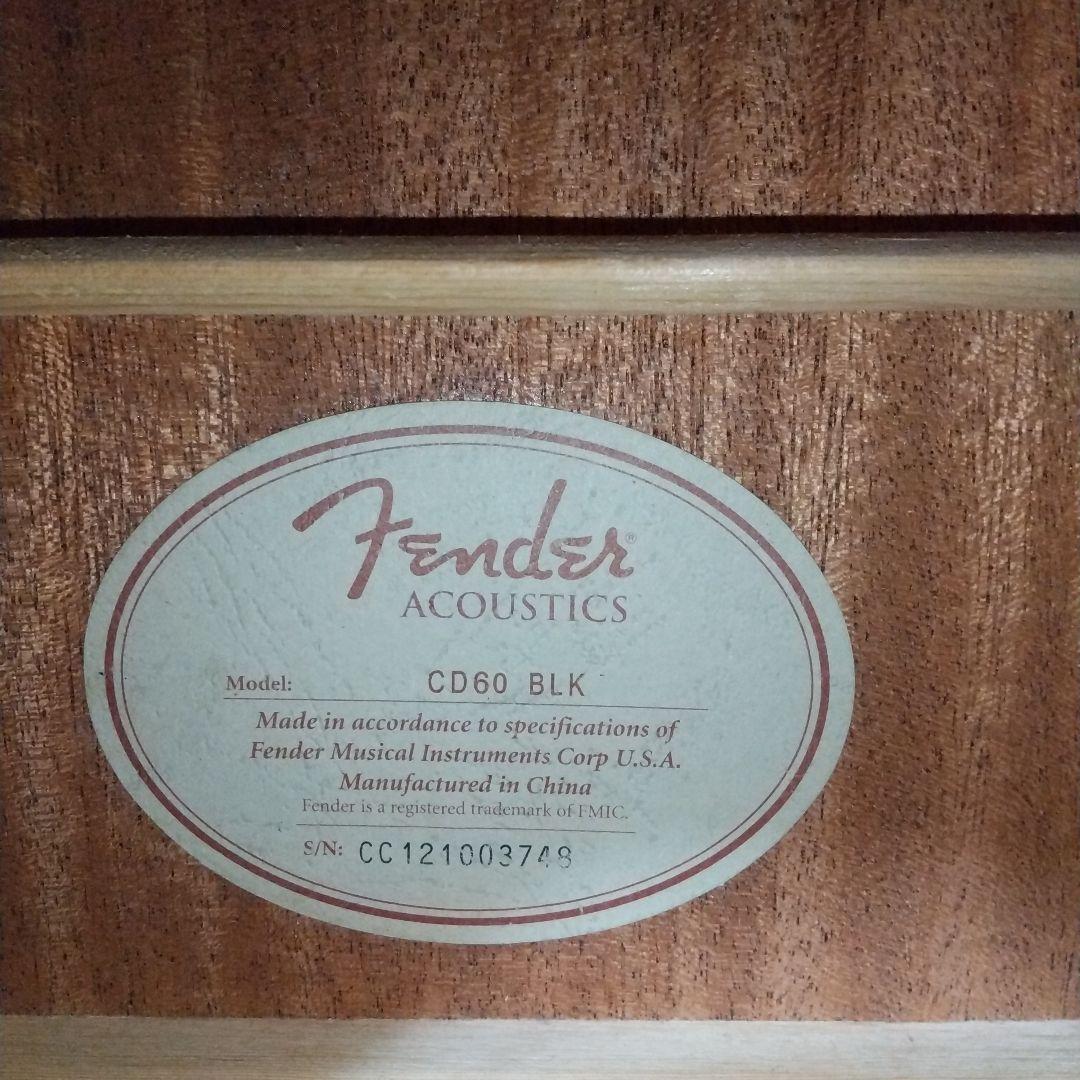 Fender®
ACOUSTICS
Model: CD60 BLK
Made in accordance to specifications of
Fender Musical Instruments Corp U.S.A.
Manufactured in China
Fender is a registered trademark of FMIC.
S/N: CC121003748